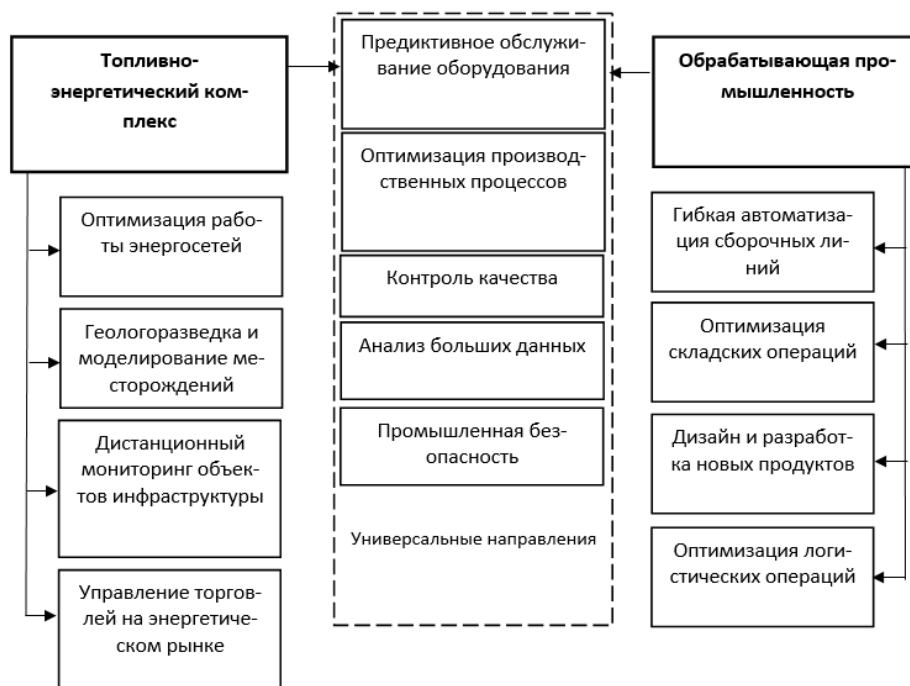 Топливно-
энергетический ком-
плекс
Оптимизация рабо-
ты энергосетей
Геологоразведка и
моделирование ме-
сторождений
Дистанционный
мониторинг объек-
тов инфраструктуры
Управление торгов-
лей на энергетиче-
ском рынке
Предиктивное обслужи-
вание оборудования
Оптимизация производ-
ственных процессов
Контроль качества
Анализ больших данных
Промышленная без-
опасность
Универсальные направления
Обрабатывающая про-
мышленность
Гибкая автоматиза-
ция сборочных ли-
ний
Оптимизация
складских операций
Дизайн и разработ-
ка новых продуктов
Оптимизация логи-
стических операций